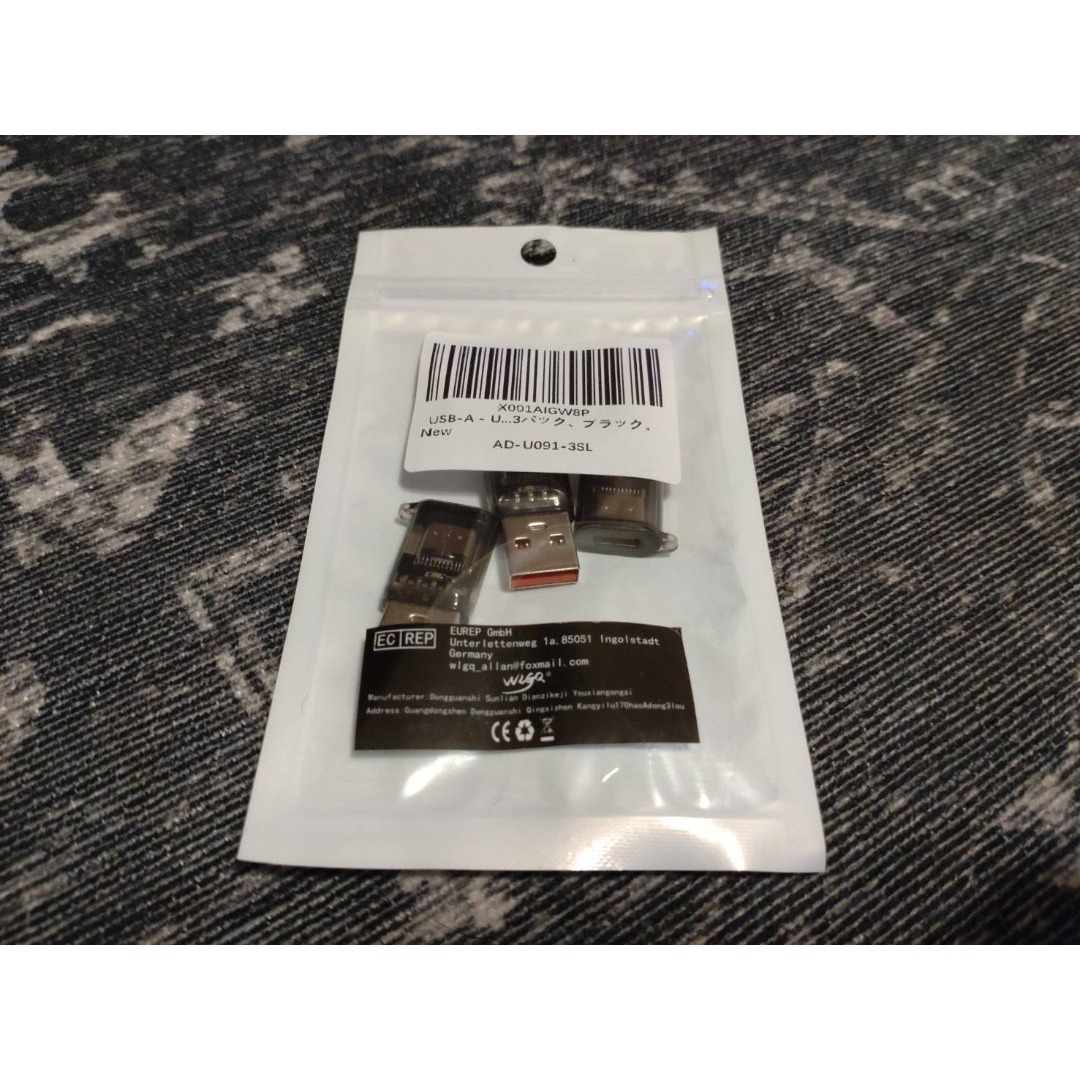 X001AIGW8P
USB-A - U...3パック、ブラック。
New
AD-U091-3SL
EC REP
EUREP GmbH
Unterlettenweg 1a.85051 Ingolstadt
Germany
wlgq_allan@foxmail.com
WLGQ®
Manufacturer:Dongguanshi Sunlian Dianzikeji Youxiangongsi
Address:Guangdongshen Dongguanshi Qingxizhen Kangyilu170haoAdong3lou
CE